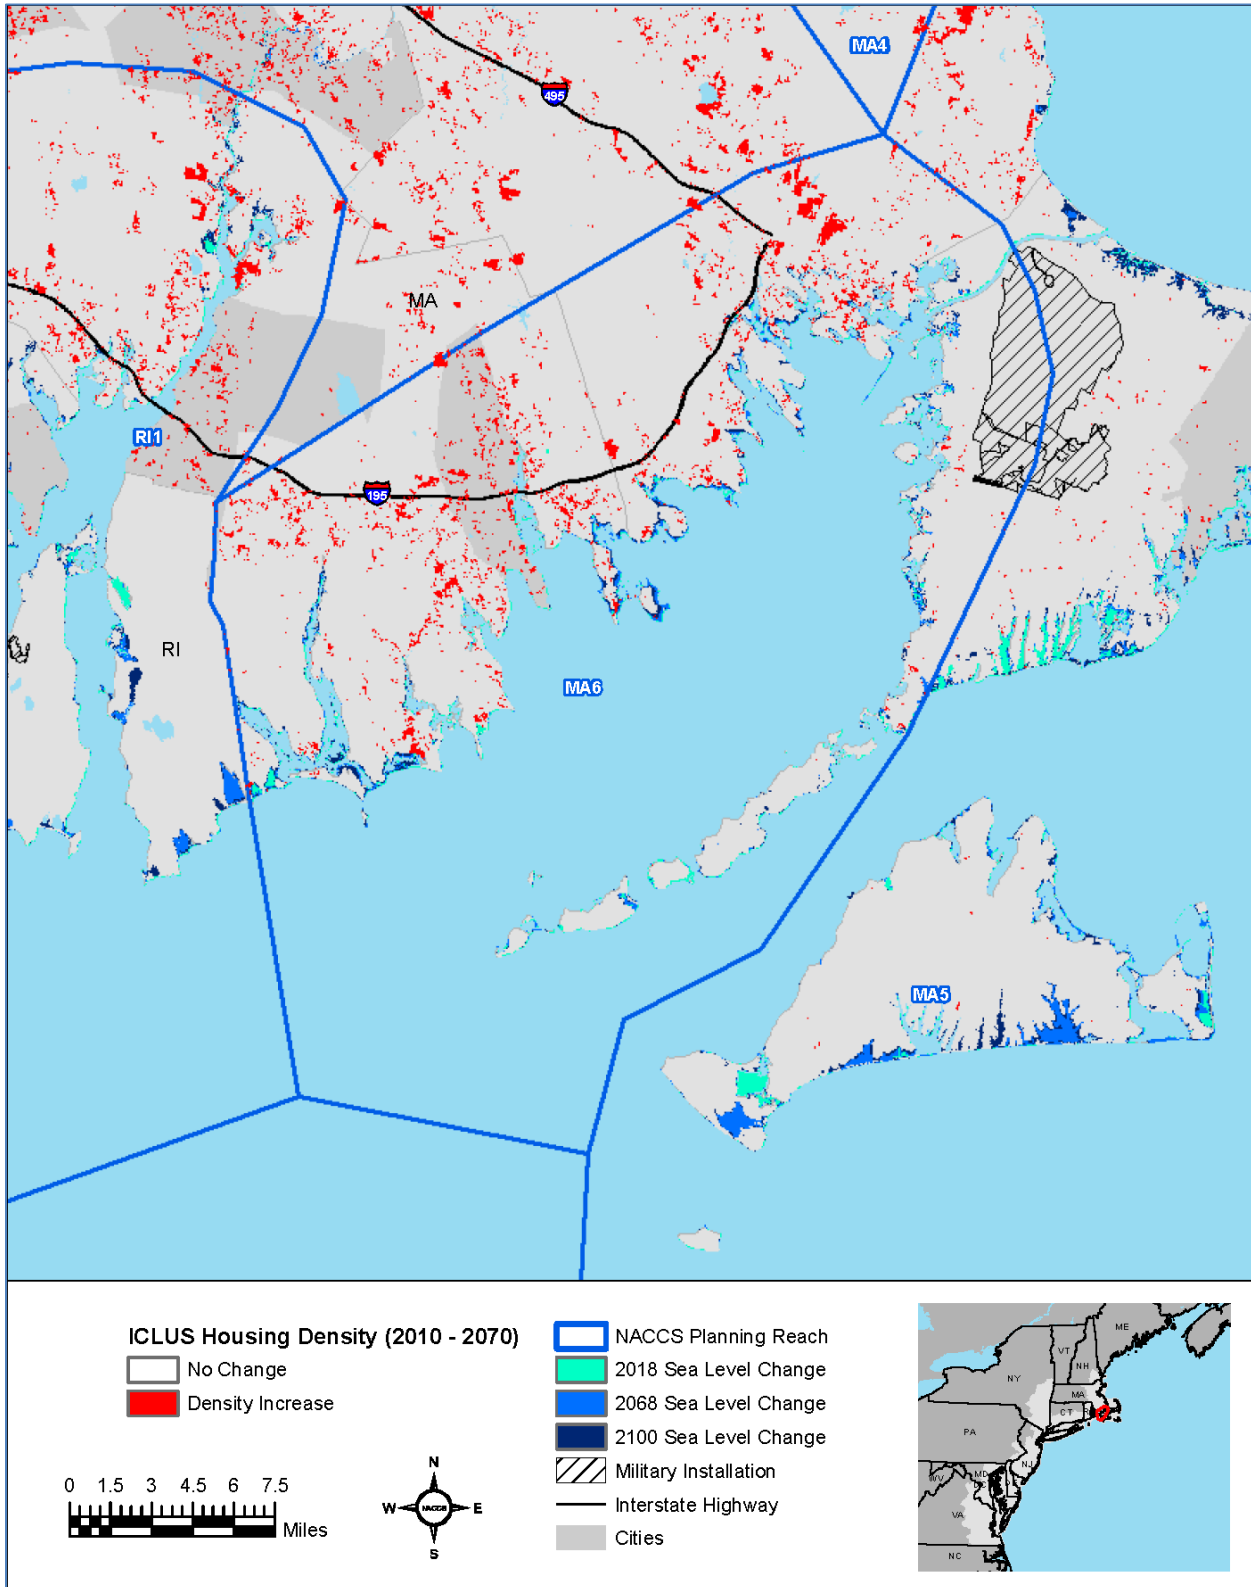 MA4
495
MA
RI1
195
RI
MA6
MA5
ICLUS Housing Density (2010 - 2070)
No Change
Density Increase
NACCS Planning Reach
2018 Sea Level Change
2068 Sea Level Change
2100 Sea Level Change
Military Installation
Interstate Highway
Cities
0 1.5 3 4.5 6 7.5
Miles
N
W NACCS E
S
ME
VT
NH
NY
MA
CT
PA
NJ
MD
WV
VA
NC